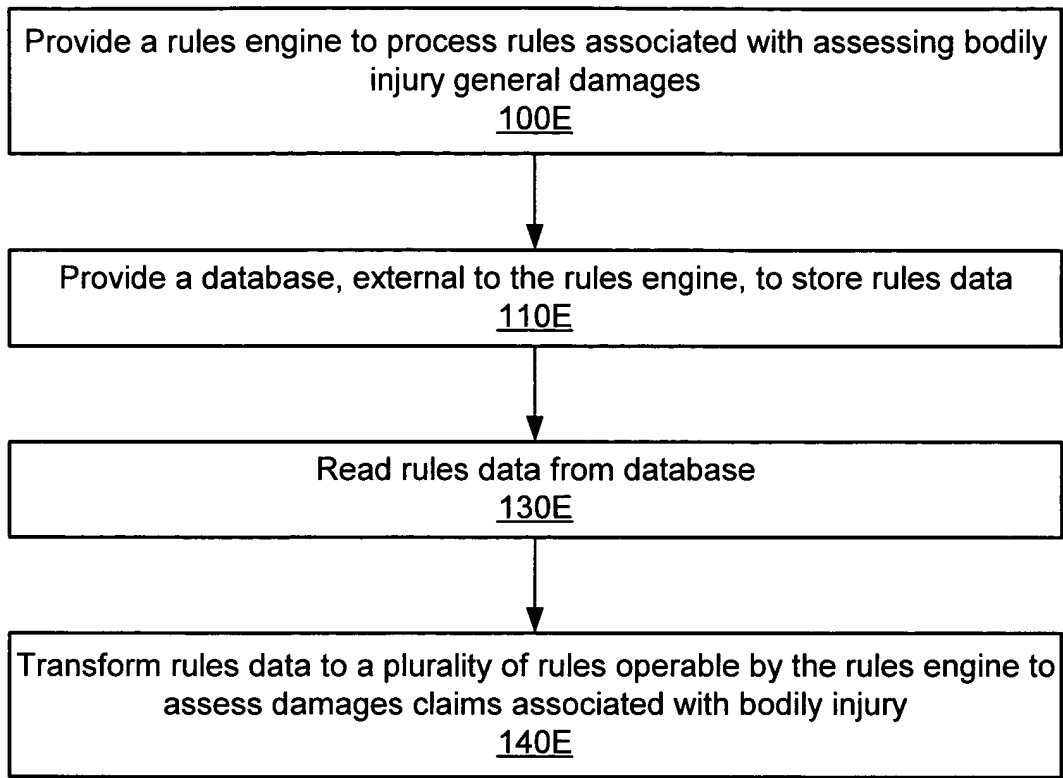 Provide a rules engine to process rules associated with assessing bodily
injury general damages
100E
Provide a database, external to the rules engine, to store rules data
110E
Read rules data from database
130E
Transform rules data to a plurality of rules operable by the rules engine to
assess damages claims associated with bodily injury
140E